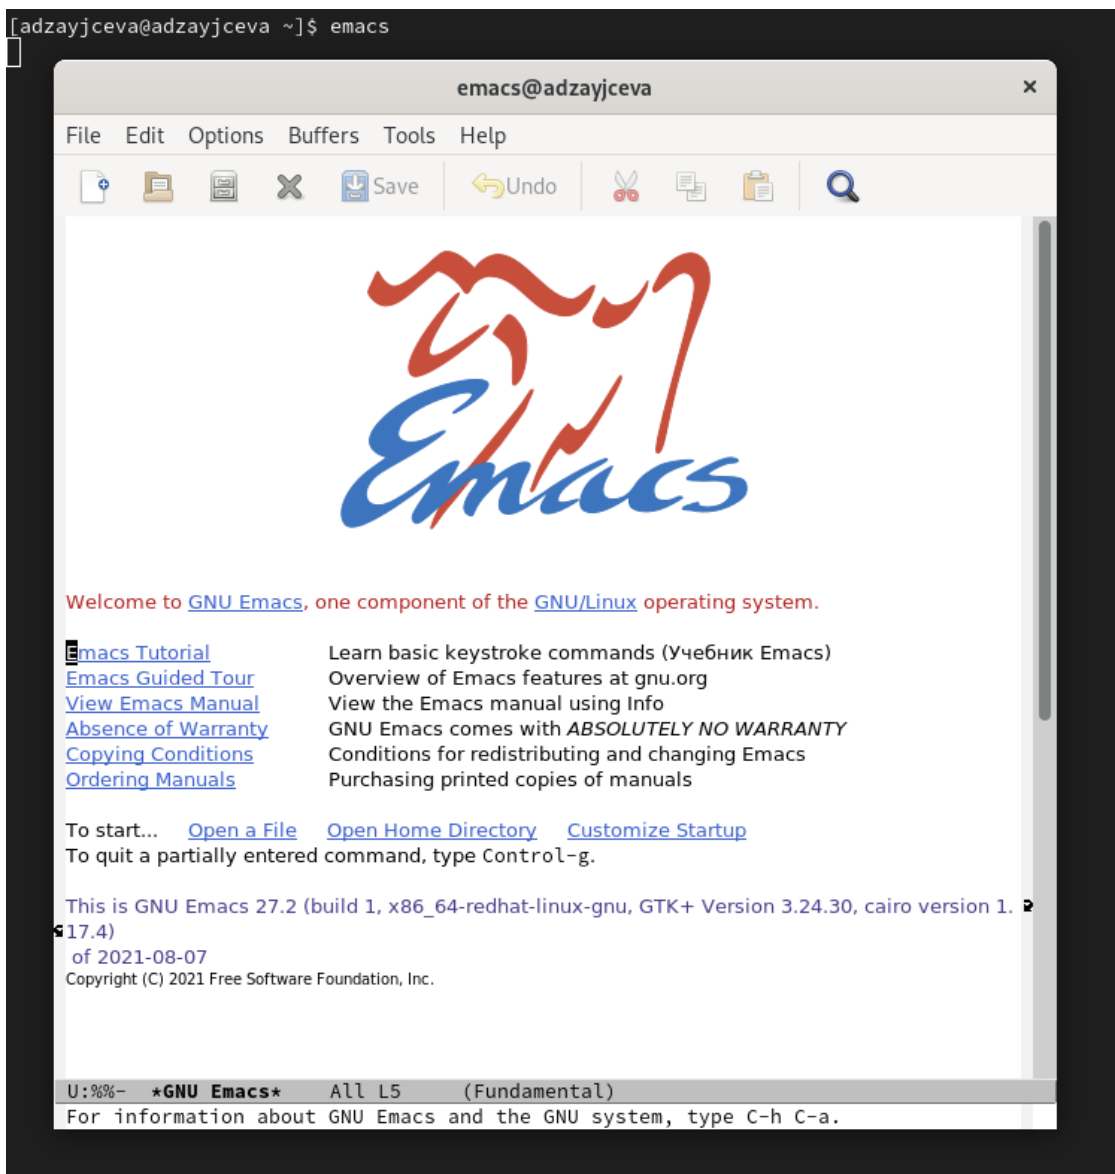 [adzayjceva@adzayjceva ~]$ emacs
emacs@adzayjceva
File Edit Options Buffers Tools Help
Save Undo
Emacs
Welcome to GNU Emacs, one component of the GNU/Linux operating system.
Emacs Tutorial Learn basic keystroke commands (Учебник Emacs)
Emacs Guided Tour Overview of Emacs features at gnu.org
View Emacs Manual View the Emacs manual using Info
Absence of Warranty GNU Emacs comes with ABSOLUTELY NO WARRANTY
Copying Conditions Conditions for redistributing and changing Emacs
Ordering Manuals Purchasing printed copies of manuals
To start... Open a File Open Home Directory Customize Startup
To quit a partially entered command, type Control-g.
This is GNU Emacs 27.2 (build 1, x86_64-redhat-linux-gnu, GTK+ Version 3.24.30, cairo version 1.
17.4)
of 2021-08-07
Copyright (C) 2021 Free Software Foundation, Inc.
U:%%- *GNU Emacs* All L5 (Fundamental)
For information about GNU Emacs and the GNU system, type C-h C-a.